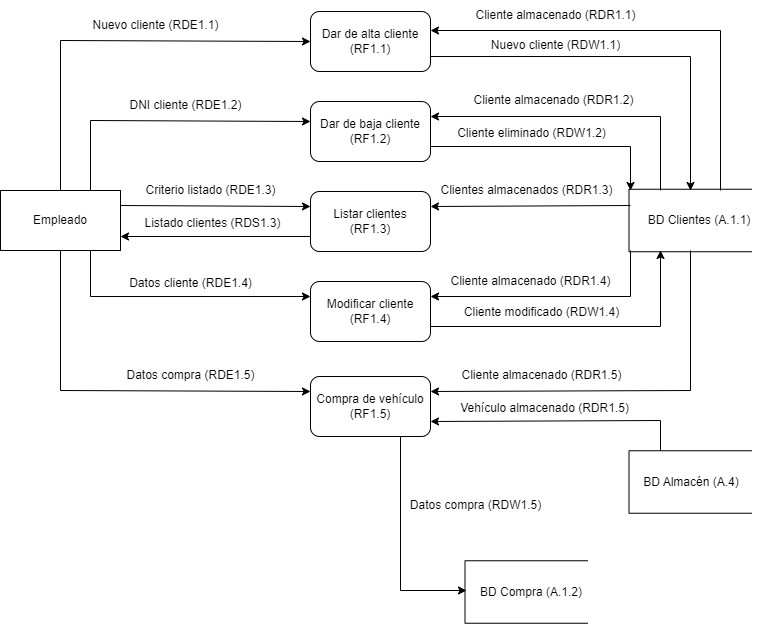 Nuevo cliente (RDE1.1)
Dar de alta cliente
(RF1.1)
Cliente almacenado (RDR1.1)
Nuevo cliente (RDW1.1)
DNI cliente (RDE1.2)
Dar de baja cliente
(RF1.2)
Cliente almacenado (RDR1.2)
Cliente eliminado (RDW1.2)
Empleado
Criterio listado (RDE1.3)
Listado clientes (RDS1.3)
Listar clientes
(RF1.3)
Clientes almacenados (RDR1.3)
BD Clientes (A.1.1)
Datos cliente (RDE1.4)
Modificar cliente
(RF1.4)
Cliente almacenado (RDR1.4)
Cliente modificado (RDW1.4)
Datos compra (RDE1.5)
Compra de vehículo
(RF1.5)
Cliente almacenado (RDR1.5)
Vehículo almacenado (RDR1.5)
BD Almacén (A.4)
Datos compra (RDW1.5)
BD Compra (A.1.2)